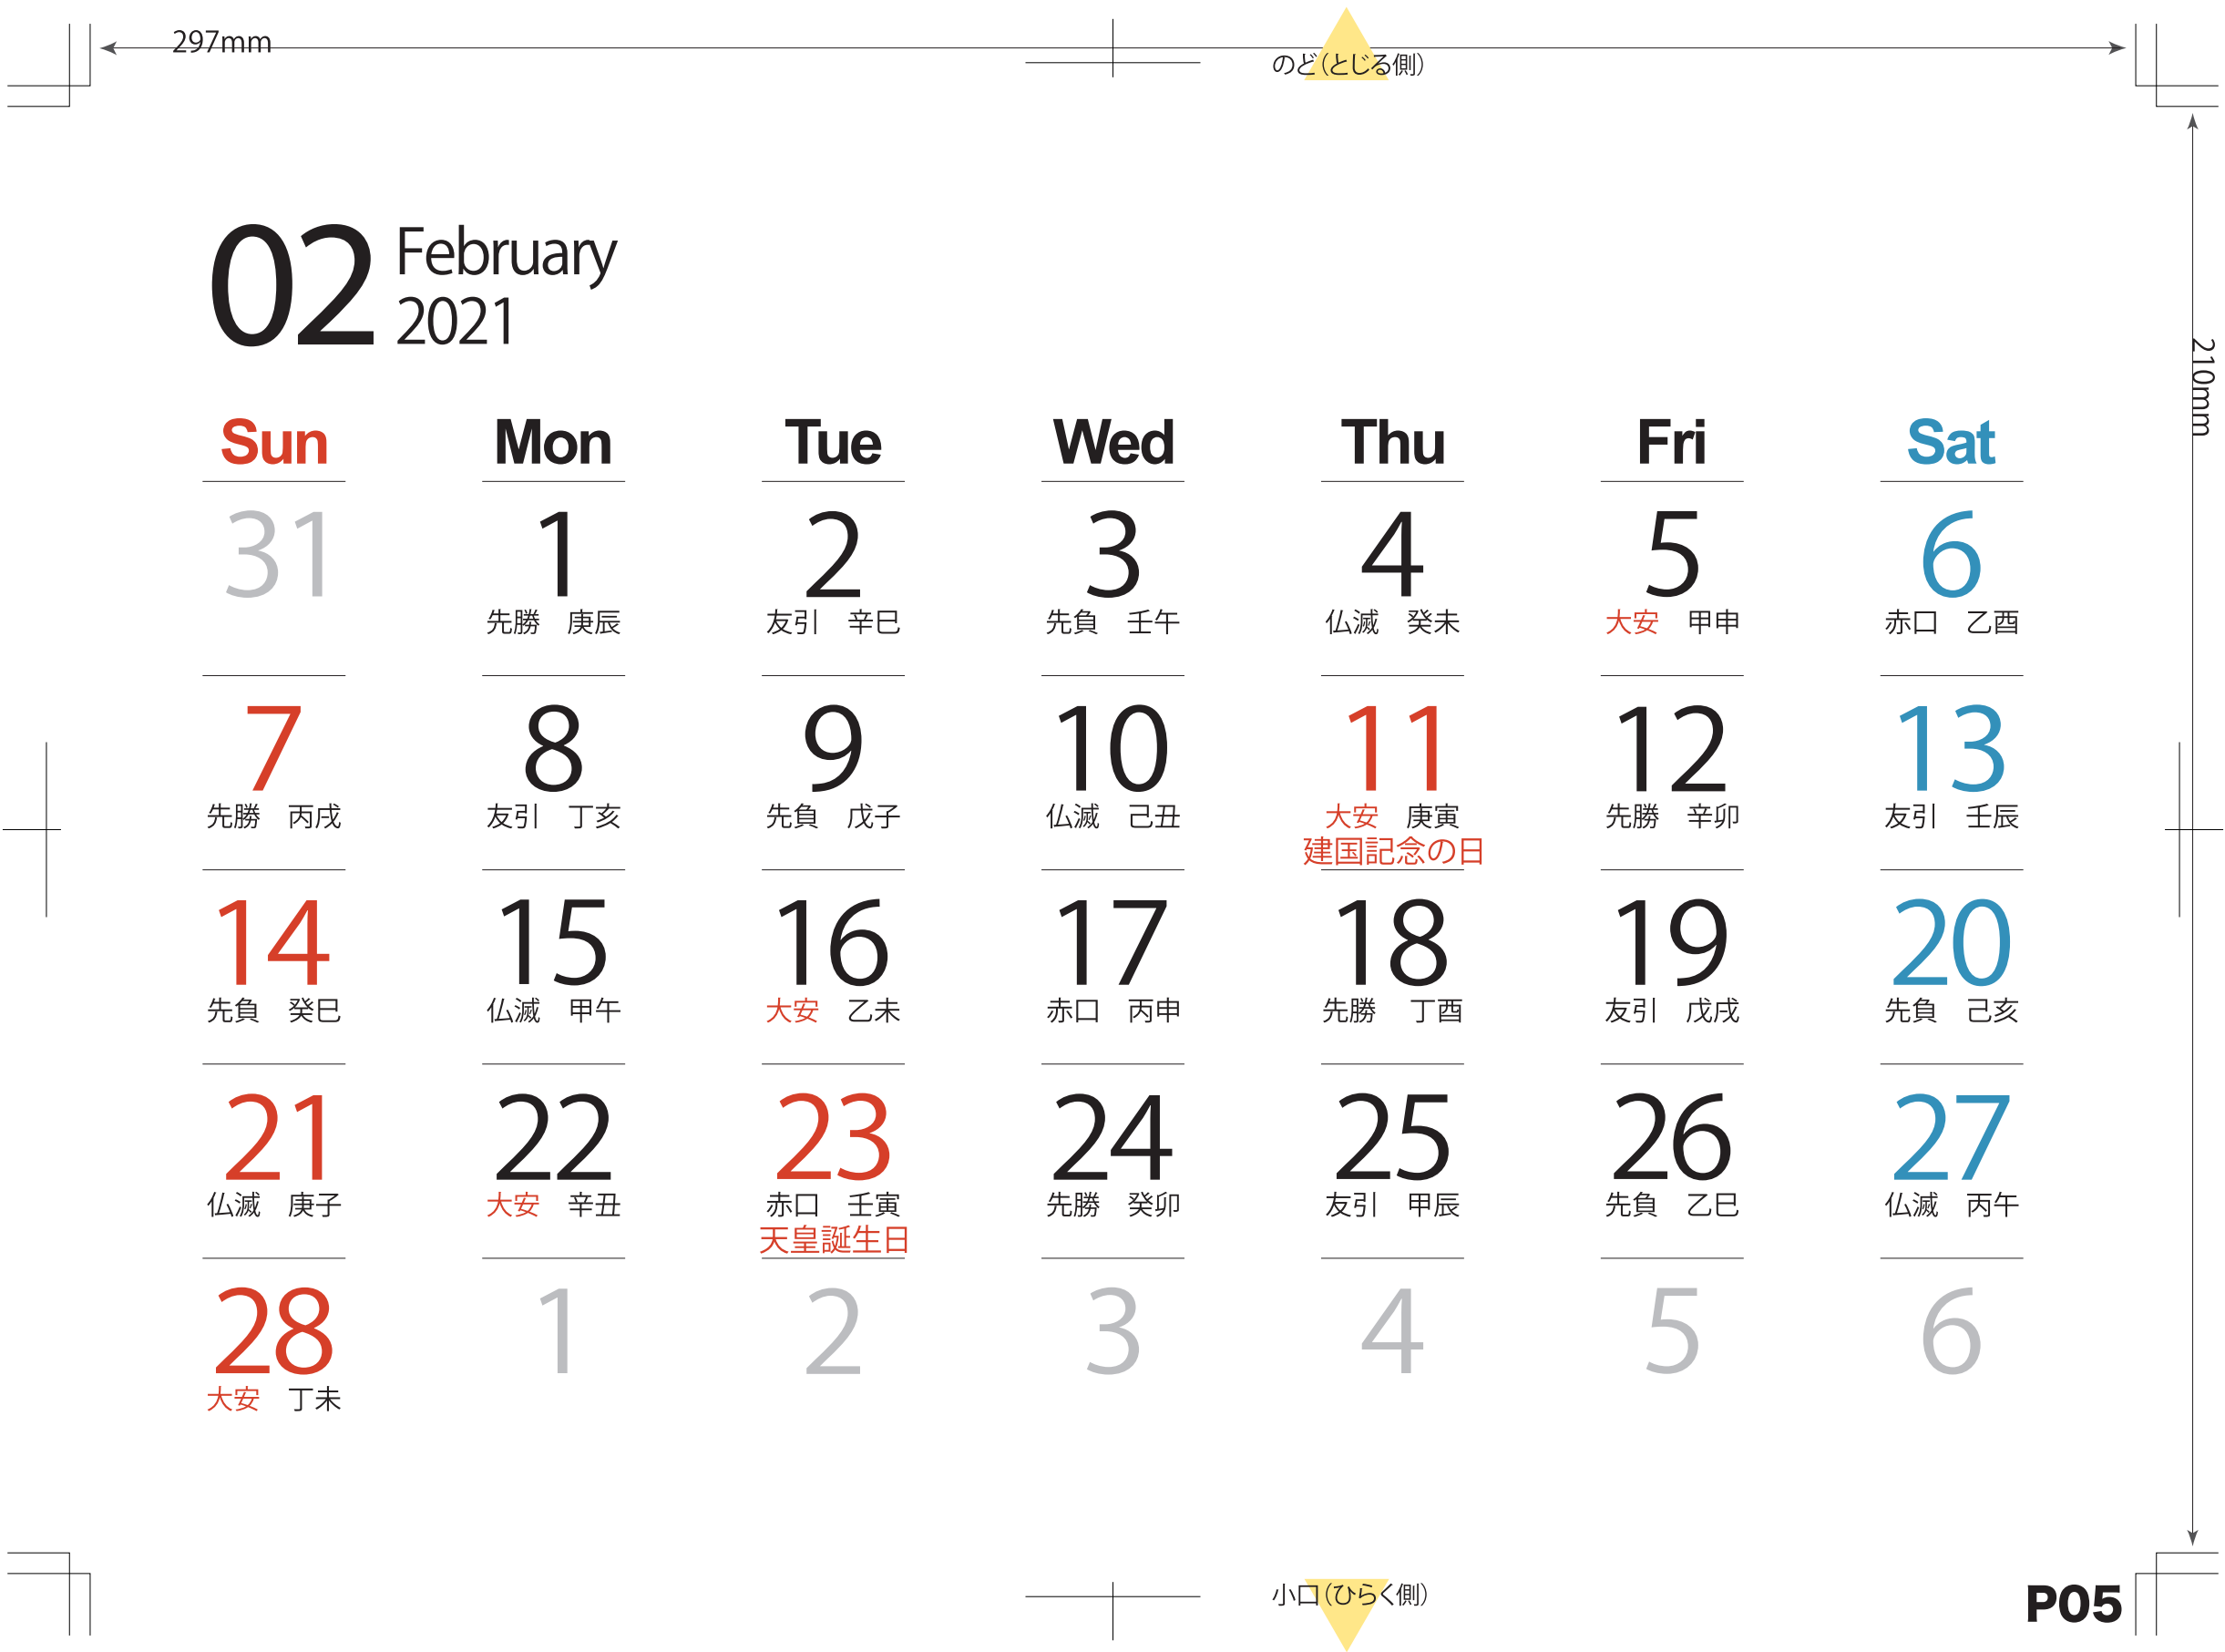 297mm
のど(とじる側)
210mm
02 February
2021
Sun Mon Tue Wed Thu Fri Sat
31 1 2 3 4 5 6
先勝 庚辰 友引 辛巳 先負 壬午 仏滅 癸未 大安 甲申 赤口 乙酉
7 8 9 10 11 12 13
先勝 丙戌 友引 丁亥 先負 戊子 仏滅 己丑 大安 庚寅 先勝 辛卯 友引 壬辰
建国記念の日
14 15 16 17 18 19 20
先負 癸巳 仏滅 甲午 大安 乙未 赤口 丙申 先勝 丁酉 友引 戊戌 先負 己亥
21 22 23 24 25 26 27
仏滅 庚子 大安 辛丑 赤口 壬寅 先勝 癸卯 友引 甲辰 先負 乙巳 仏滅 丙午
天皇誕生日
28 1 2 3 4 5 6
大安 丁未
小口(ひらく側)
P05